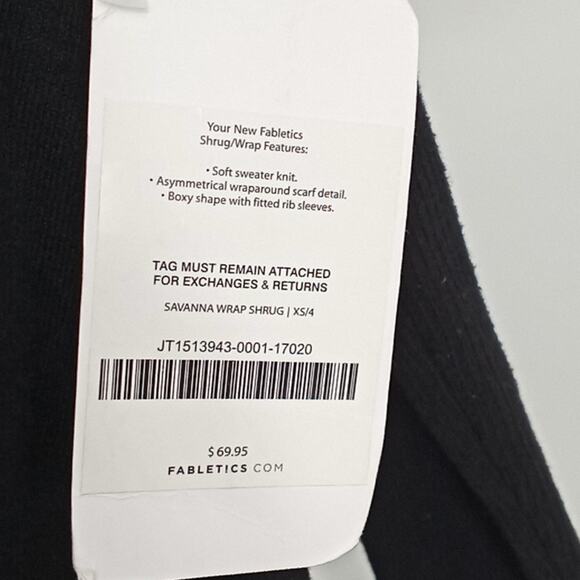 Your New Fabletics
Shrug/Wrap Features:
• Soft sweater knit.
• Asymmetrical wraparound scarf detail.
• Boxy shape with fitted rib sleeves.
TAG MUST REMAIN ATTACHED
FOR EXCHANGES & RETURNS
SAVANNA WRAP SHRUG | XS/4
JT1513943-0001-17020
$69.95
FABLETICS COM